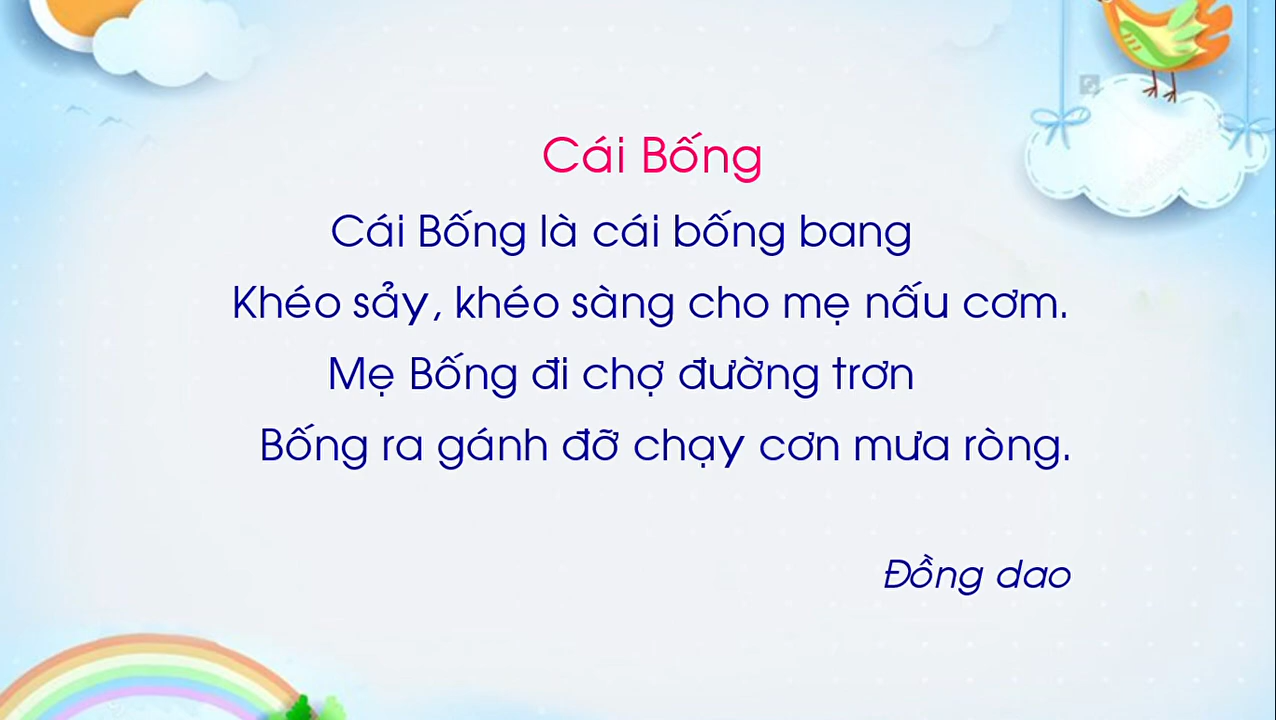 Cái Bống
Cái Bống là cái bống bang
Khéo sảy, khéo sàng cho mẹ nấu cơm.
Mẹ Bống đi chợ đường trơn
Bống ra gánh đỡ chạy cơn mưa ròng.
Đồng dao